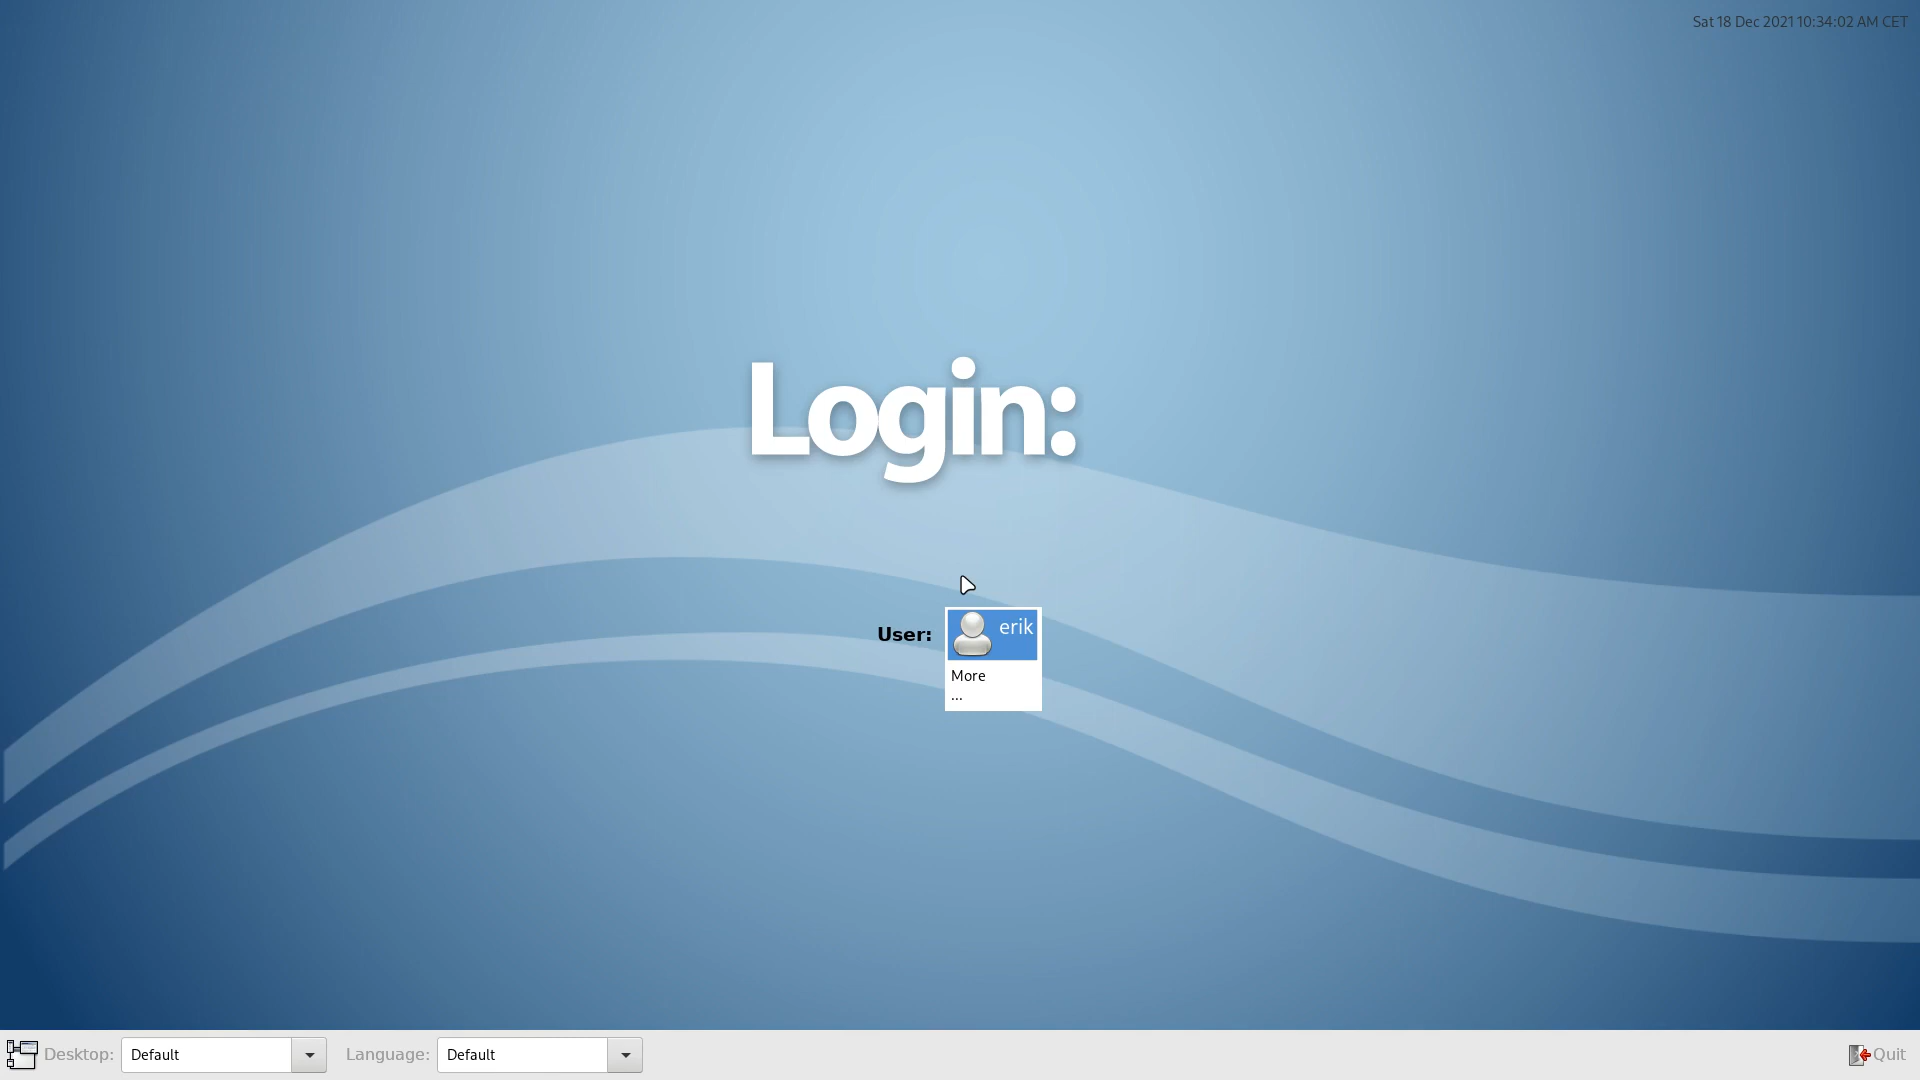 Sat 18 Dec 2021 10:34:02 AM CET
Login:
User:
erik
More
...
Desktop: Default Language: Default Quit